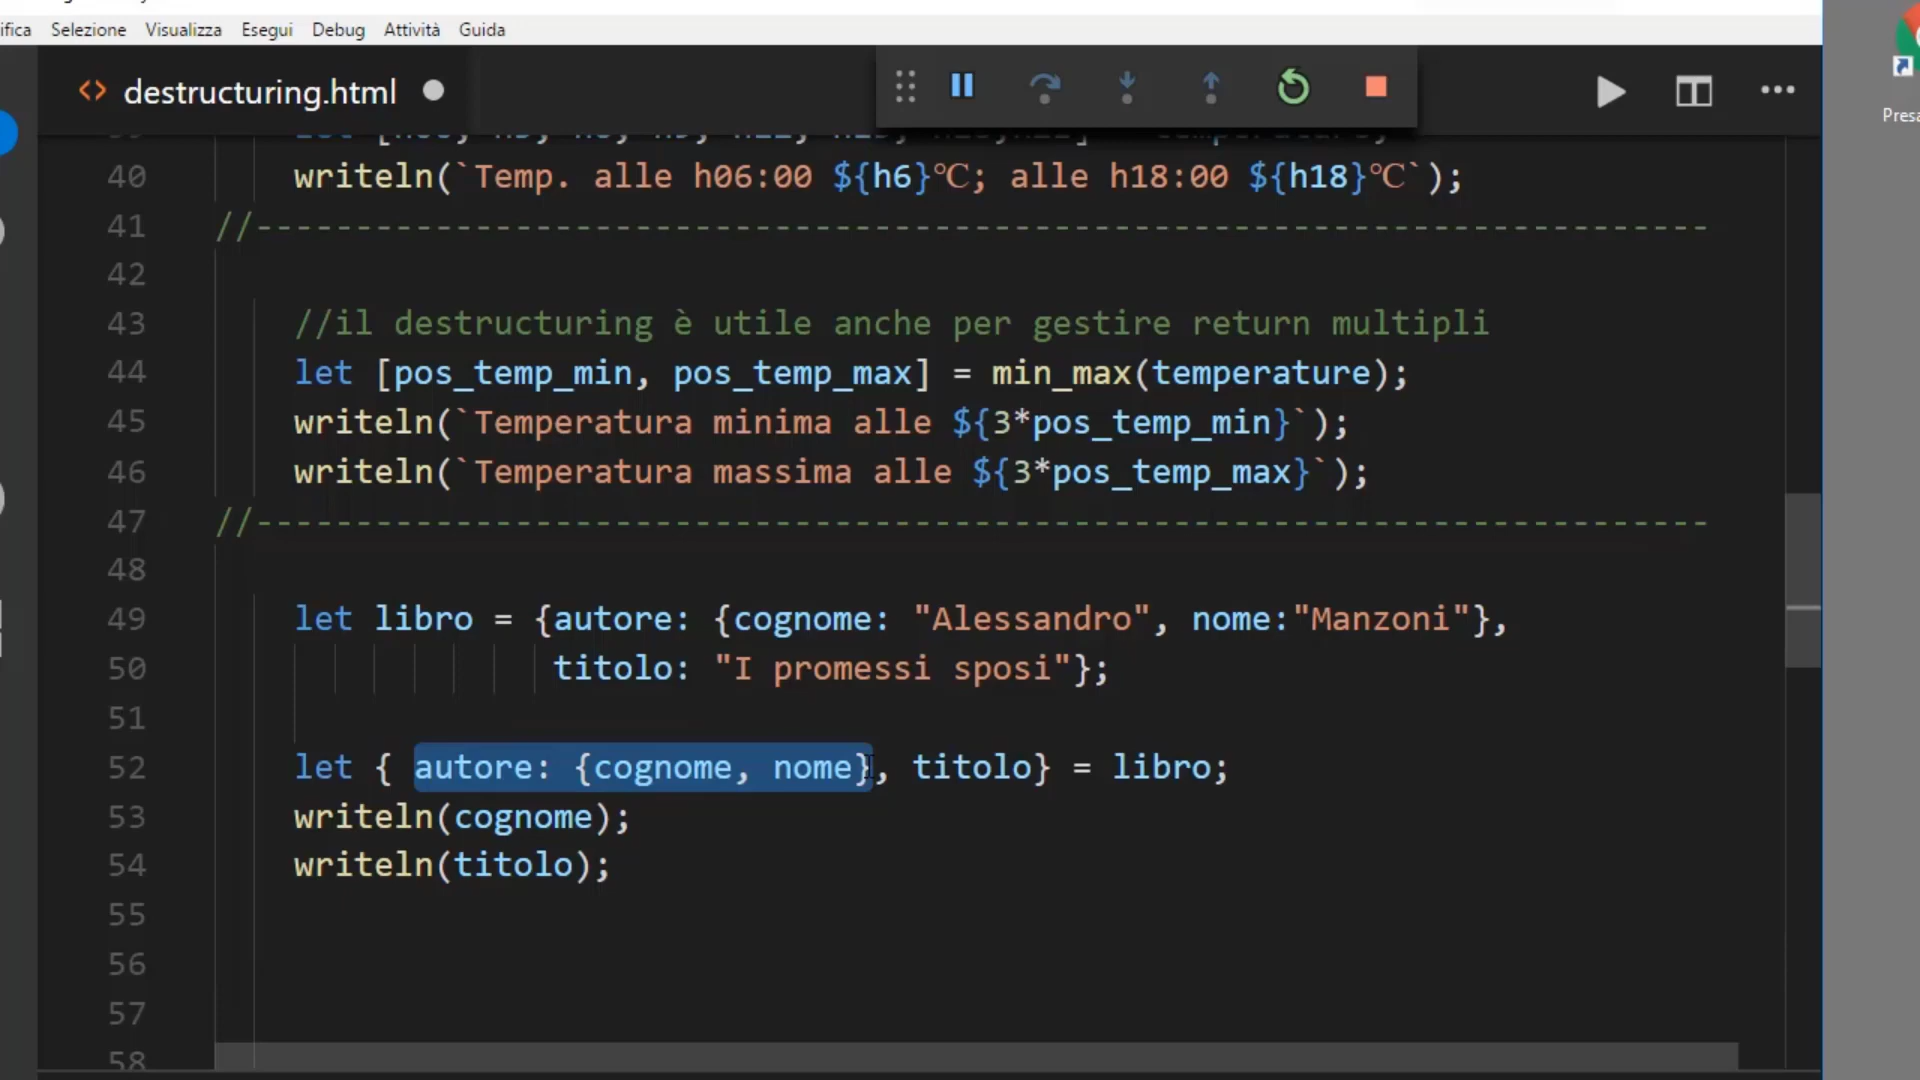 Selezione Visualizza Esegui Debug Attività Guida
destructuring.html
40 writeln(`Temp. alle h06:00 ${h6}℃; alle h18:00 ${h18}℃`);
41 //-------------------------------------------------------------------------
42
43 //il destructuring è utile anche per gestire return multipli
44 let [pos_temp_min, pos_temp_max] = min_max(temperature);
45 writeln(`Temperatura minima alle ${3*pos_temp_min}`);
46 writeln(`Temperatura massima alle ${3*pos_temp_max}`);
47 //-------------------------------------------------------------------------
48
49 let libro = {autore: {cognome: "Alessandro", nome:"Manzoni"},
50 titolo: "I promessi sposi"};
51
52 let { autore: {cognome, nome}, titolo} = libro;
53 writeln(cognome);
54 writeln(titolo);
55
56
57
58